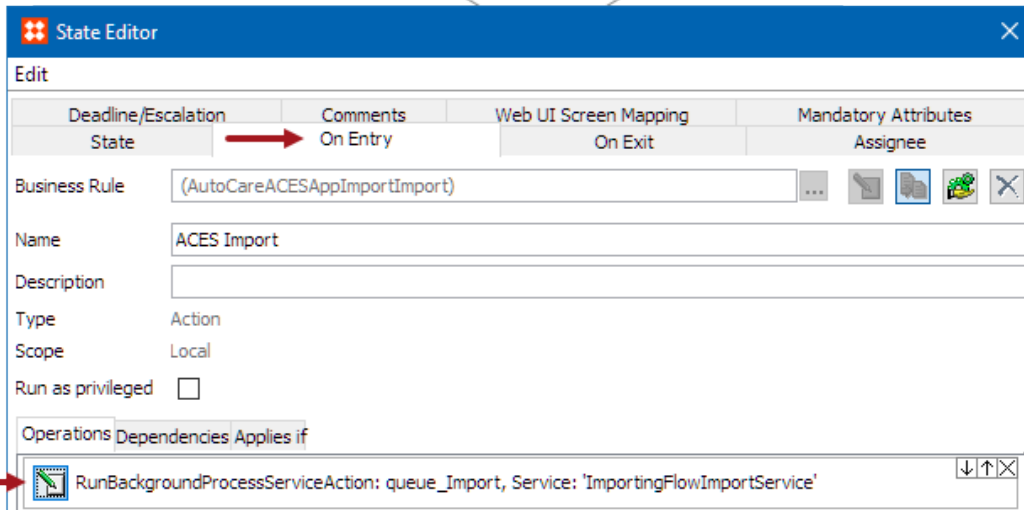 State Editor
Edit
Deadline/Escalation Comments Web UI Screen Mapping Mandatory Attributes
State On Entry On Exit Assignee
Business Rule (AutoCareACESAppImportImport) ...
Name ACES Import
Description
Type Action
Scope Local
Run as privileged
Operations Dependencies Applies if
RunBackgroundProcessServiceAction: queue_Import, Service: 'ImportingFlowImportService'